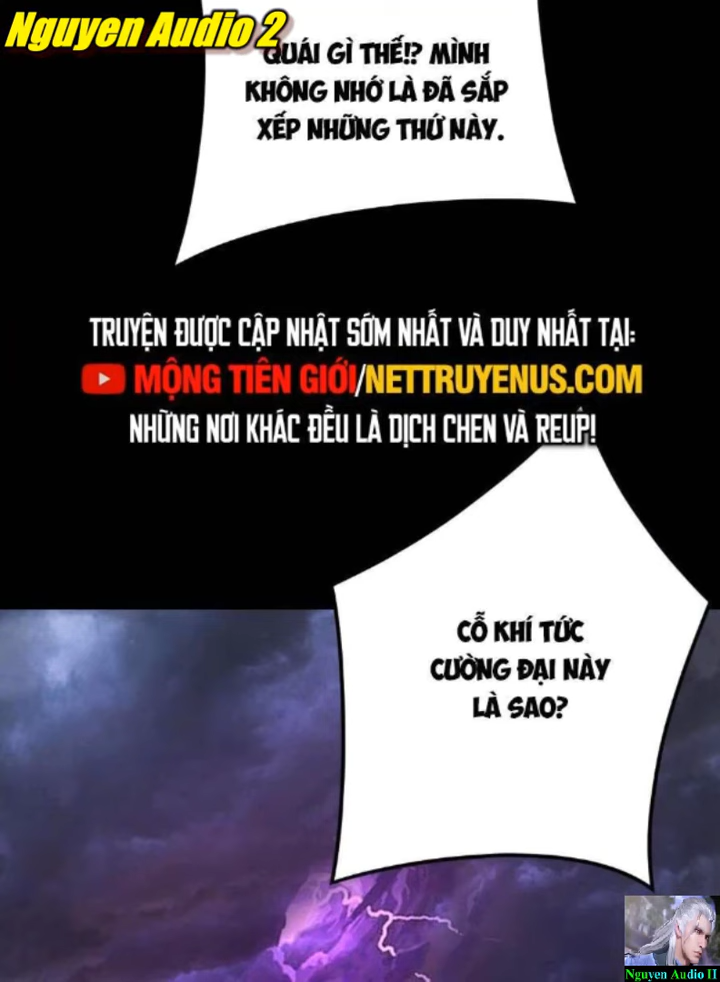 Nguyen Audio 2
QUÁI GÌ THẾ!? MÌNH
KHÔNG NHỚ LÀ ĐÃ SẮP
XẾP NHỮNG THỨ NÀY.
TRUYỆN ĐƯỢC CẬP NHẬT SỚM NHẤT VÀ DUY NHẤT TẠI:
MỘNG TIÊN GIỚI/NETTRUYENUS.COM
NHỮNG NƠI KHÁC ĐỀU LÀ DỊCH CHEN VÀ REUP!
CỖ KHÍ TỨC
CƯỜNG ĐẠI NÀY
LÀ SAO?
Nguyen Audio II